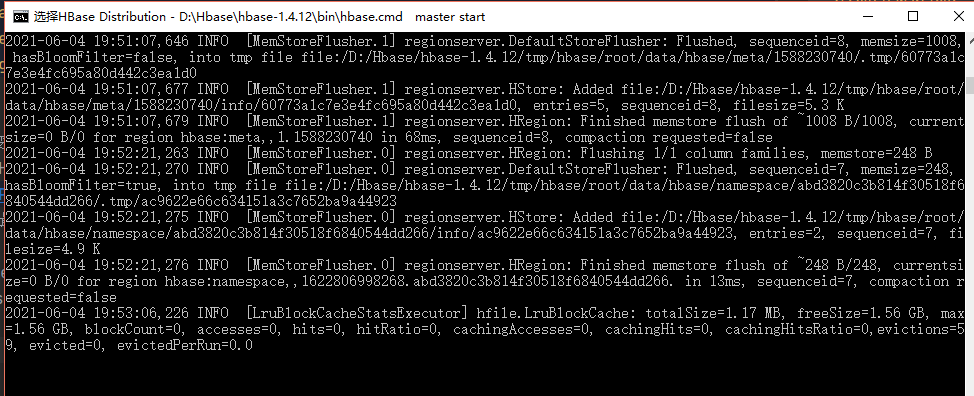 选择HBase Distribution - D:\Hbase\hbase-1.4.12\bin\hbase.cmd   master start
2021-06-04 19:51:07,646 INFO  [MemStoreFlusher.1] regionserver.DefaultStoreFlusher: Flushed, sequenceid=8, memsize=1008,
 hasBloomFilter=false, into tmp file file:/D:/Hbase/hbase-1.4.12/tmp/hbase/root/data/hbase/meta/1588230740/.tmp/60773a1c
7e3e4fc695a80d442c3ea1d0
2021-06-04 19:51:07,677 INFO  [MemStoreFlusher.1] regionserver.HStore: Added file:/D:/Hbase/hbase-1.4.12/tmp/hbase/root/
data/hbase/meta/1588230740/info/60773a1c7e3e4fc695a80d442c3ea1d0, entries=5, sequenceid=8, filesize=5.3 K
2021-06-04 19:51:07,679 INFO  [MemStoreFlusher.1] regionserver.HRegion: Finished memstore flush of ~1008 B/1008, current
size=0 B/0 for region hbase:meta,,1.1588230740 in 68ms, sequenceid=8, compaction requested=false
2021-06-04 19:52:21,263 INFO  [MemStoreFlusher.0] regionserver.HRegion: Flushing 1/1 column families, memstore=248 B
2021-06-04 19:52:21,270 INFO  [MemStoreFlusher.0] regionserver.DefaultStoreFlusher: Flushed, sequenceid=7, memsize=248,
hasBloomFilter=true, into tmp file file:/D:/Hbase/hbase-1.4.12/tmp/hbase/root/data/hbase/namespace/abd3820c3b814f30518f6
840544dd266/.tmp/ac9622e66c634151a3c7652ba9a44923
2021-06-04 19:52:21,275 INFO  [MemStoreFlusher.0] regionserver.HStore: Added file:/D:/Hbase/hbase-1.4.12/tmp/hbase/root/
data/hbase/namespace/abd3820c3b814f30518f6840544dd266/info/ac9622e66c634151a3c7652ba9a44923, entries=2, sequenceid=7, fi
lesize=4.9 K
2021-06-04 19:52:21,276 INFO  [MemStoreFlusher.0] regionserver.HRegion: Finished memstore flush of ~248 B/248, currentsi
ze=0 B/0 for region hbase:namespace,,1622806998268.abd3820c3b814f30518f6840544dd266. in 13ms, sequenceid=7, compaction r
equested=false
2021-06-04 19:53:06,226 INFO  [LruBlockCacheStatsExecutor] hfile.LruBlockCache: totalSize=1.17 MB, freeSize=1.56 GB, max
=1.56 GB, blockCount=0, accesses=0, hits=0, hitRatio=0, cachingAccesses=0, cachingHits=0, cachingHitsRatio=0,evictions=5
9, evicted=0, evictedPerRun=0.0